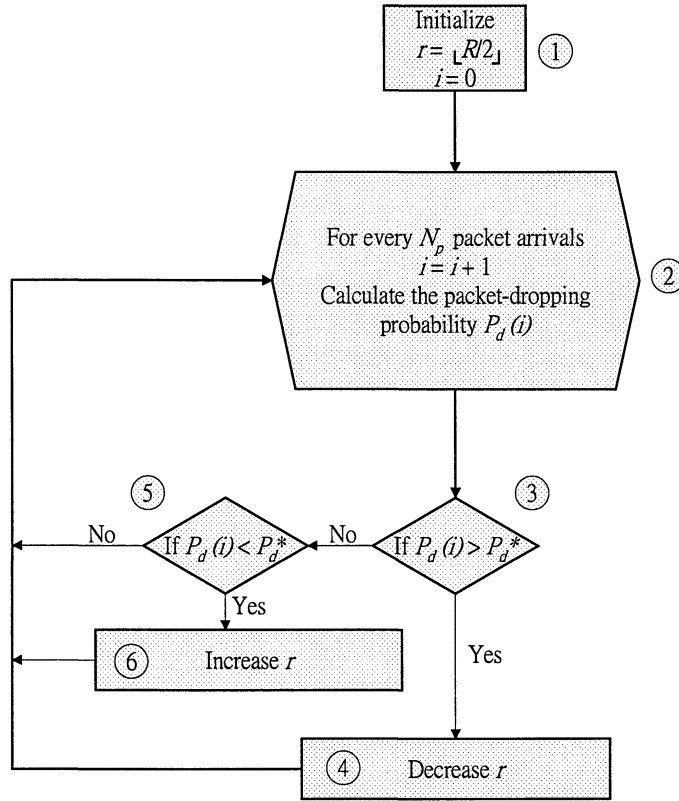 Initialize
r = ⌊R/2⌋
i = 0
1
For every N_p packet arrivals
i = i + 1
Calculate the packet-dropping
probability P_d (i)
2
5
3
No
If P_d (i) < P_d*
No
If P_d (i) > P_d*
Yes
6
Increase r
Yes
4
Decrease r